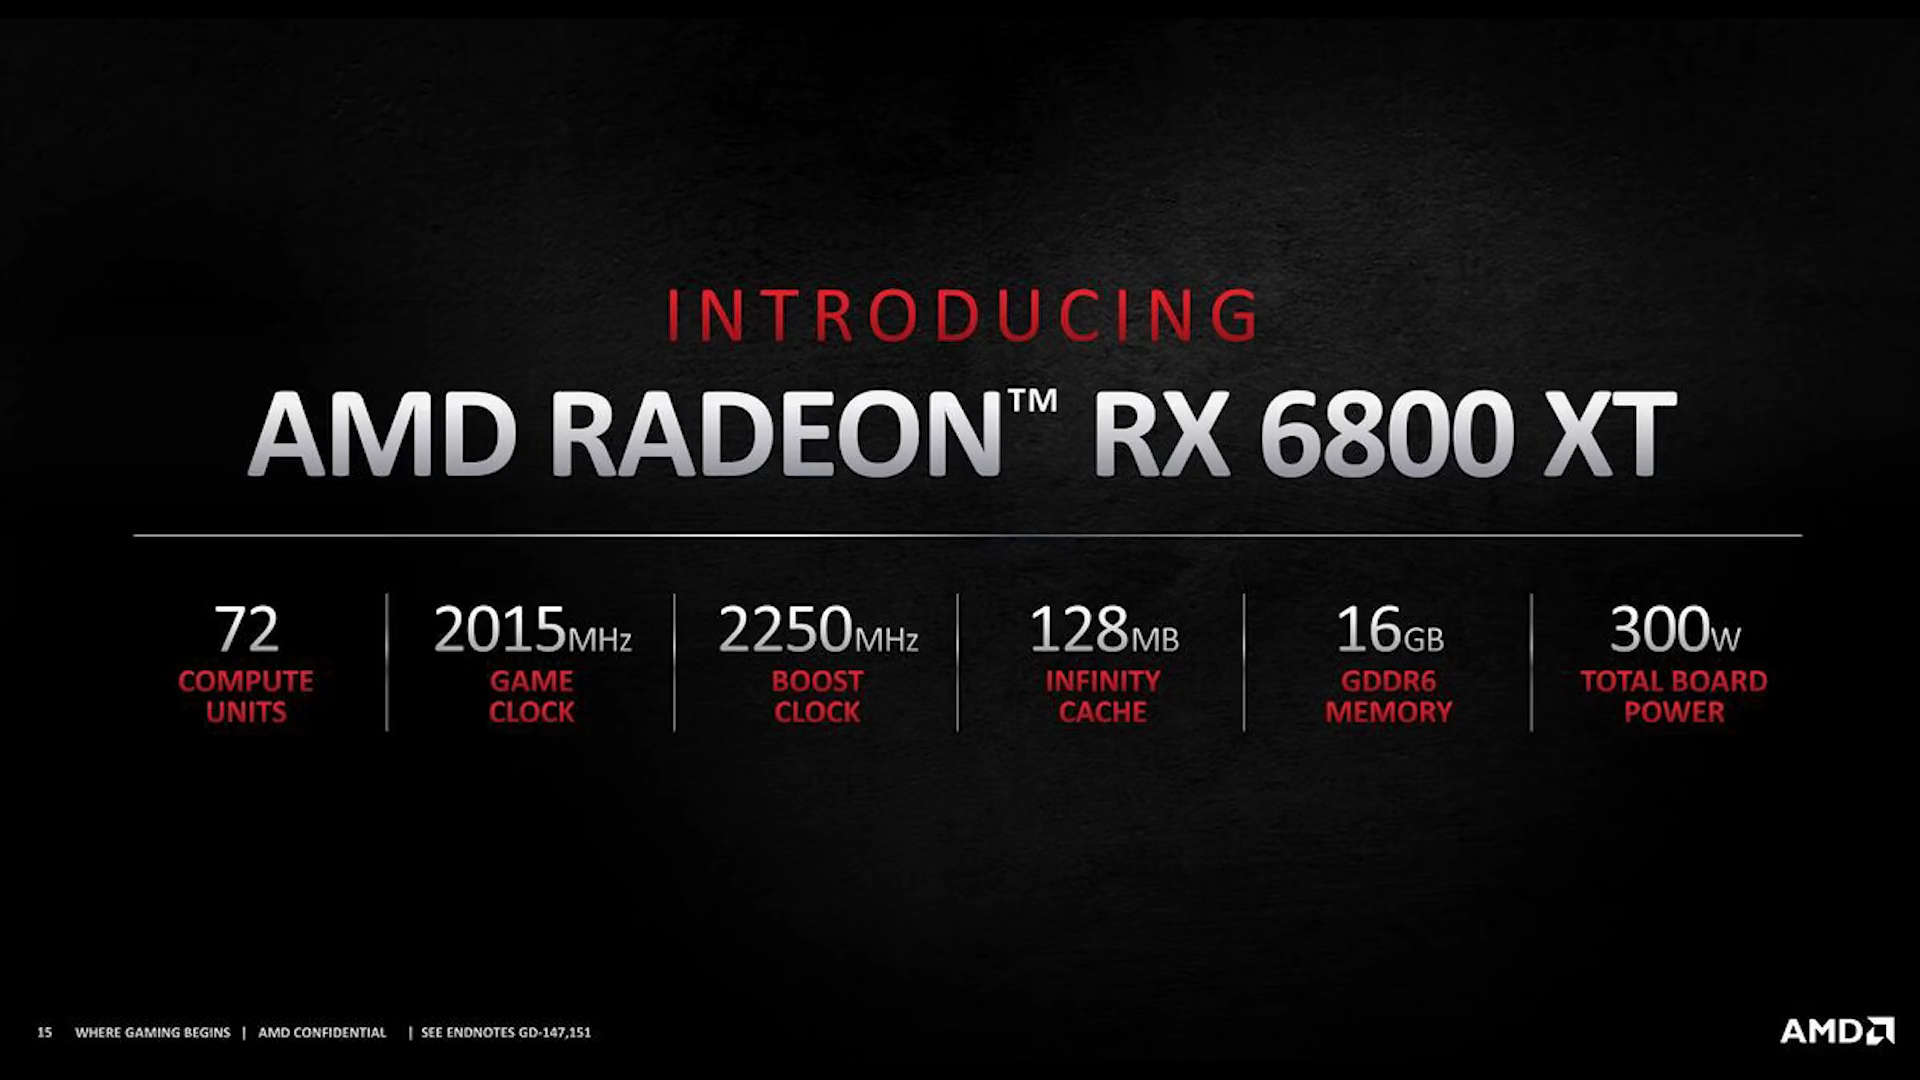 INTRODUCING
AMD RADEON™ RX 6800 XT
72
COMPUTE
UNITS
2015MHz
GAME
CLOCK
2250MHz
BOOST
CLOCK
128MB
INFINITY
CACHE
16GB
GDDR6
MEMORY
300W
TOTAL BOARD
POWER
15 WHERE GAMING BEGINS | AMD CONFIDENTIAL | SEE ENDNOTES GD-147,151
AMD